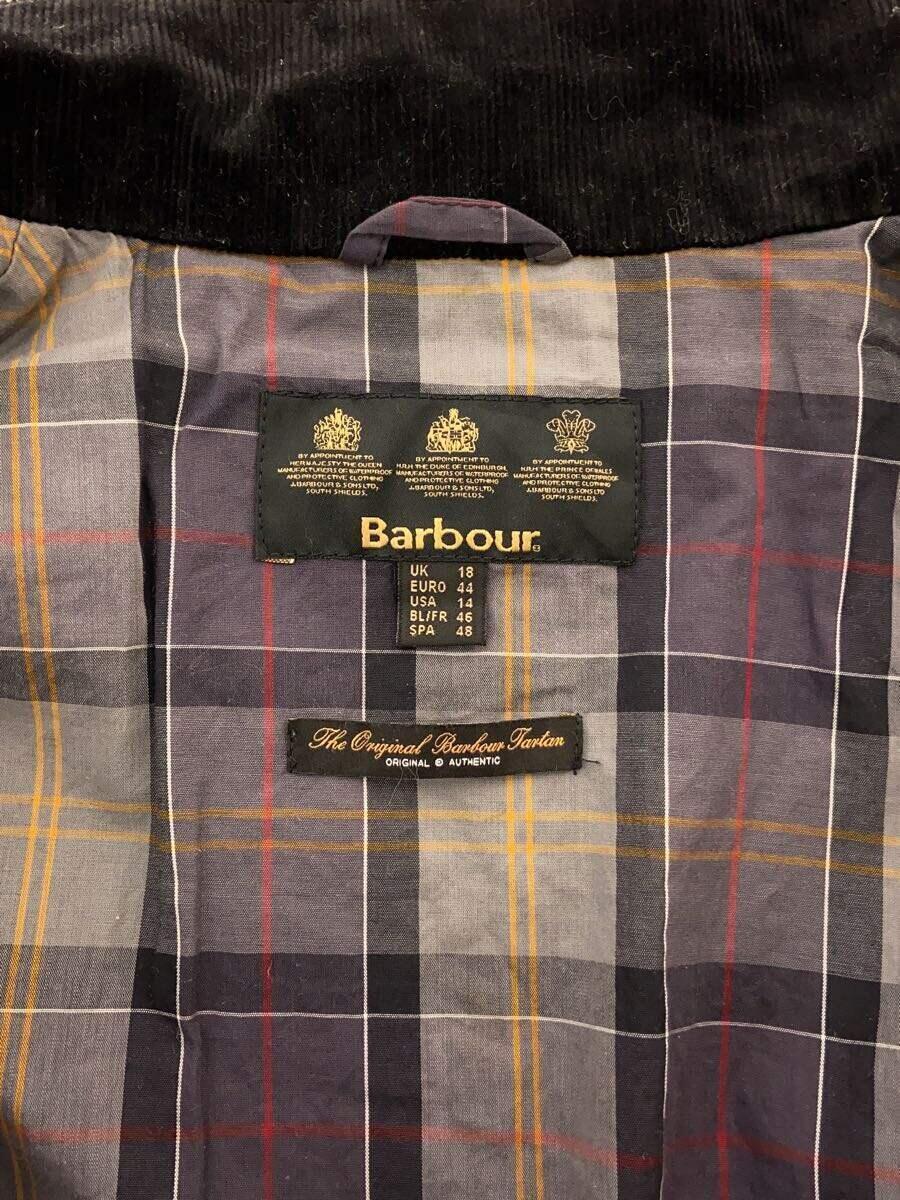 BY APPOINTMENT TO
HER MAJESTY THE QUEEN
MANUFACTURERS OF WATERPROOF
AND PROTECTIVE CLOTHING
J.BARBOUR & SONS LTD,
SOUTH SHIELDS.
BY APPOINTMENT TO
H.R.H. THE DUKE OF EDINBURGH,
MANUFACTURERS OF WATERPROOF
AND PROTECTIVE CLOTHING
J.BARBOUR & SONS LTD,
SOUTH SHIELDS.
BY APPOINTMENT TO
H.R.H. THE PRINCE OF WALES
MANUFACTURERS OF WATERPROOF
AND PROTECTIVE CLOTHING
J.BARBOUR & SONS LTD
SOUTH SHIELDS.
Barbour
UK 18
EURO 44
USA 14
BL/FR 46
SPA 48
The Original Barbour Tartan
ORIGINAL © AUTHENTIC